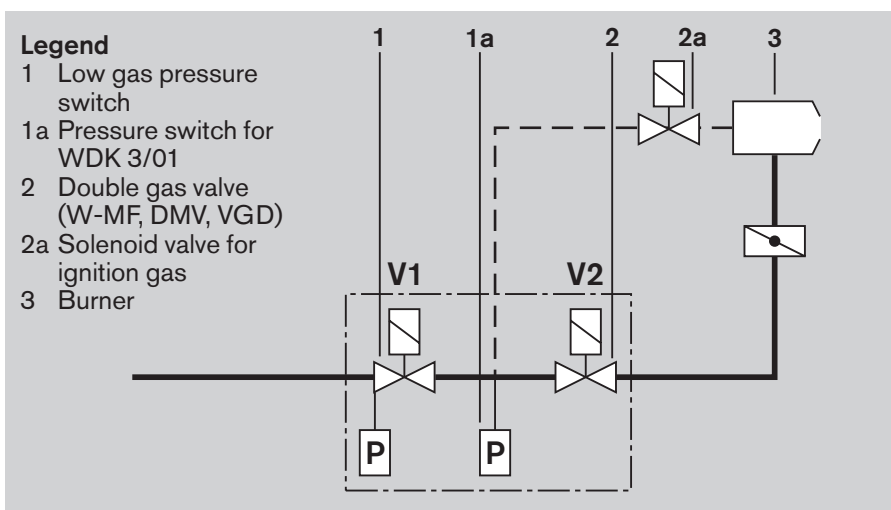 Legend
1 Low gas pressure
switch
1a Pressure switch for
WDK 3/01
2 Double gas valve
(W-MF, DMV, VGD)
2a Solenoid valve for
ignition gas
3 Burner
1 1a 2 2a 3
V1 V2
P P